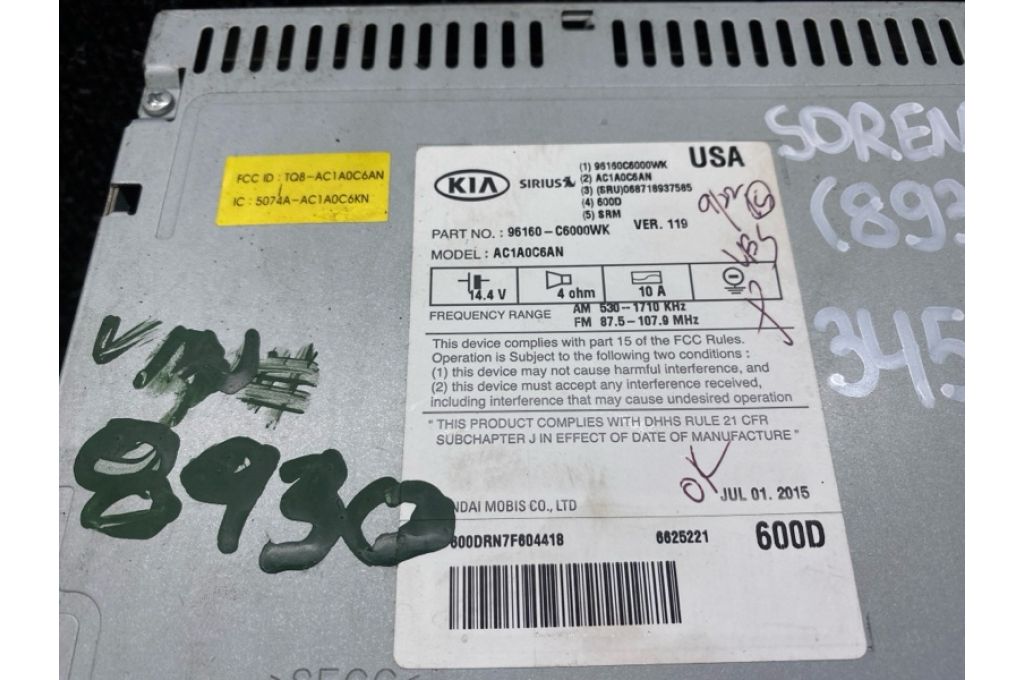 FCC ID : TQ8-AC1A0C6AN
IC : 5074A-AC1A0C6KN
KIA
SIRIUS
(1) 96160C6000WK
(2) AC1A0C6AN
(3) (SRU)068718937565
(4) 600D
(5) SRM
USA
PART NO. : 96160-C6000WK VER. 119
MODEL : AC1A0C6AN
14.4 V
4 ohm
10 A
FREQUENCY RANGE
AM 530-1710 KHz
FM 87.5-107.9 MHz
This device complies with part 15 of the FCC Rules.
Operation is Subject to the following two conditions :
(1) this device may not cause harmful interference, and
(2) this device must accept any interference received,
including interference that may cause undesired operation
" THIS PRODUCT COMPLIES WITH DHHS RULE 21 CFR
SUBCHAPTER J IN EFFECT OF DATE OF MANUFACTURE "
OK
JUL 01. 2015
NDAI MOBIS CO., LTD
600DRN7F604418
6625221
600D
8930
SOREN
(893
345